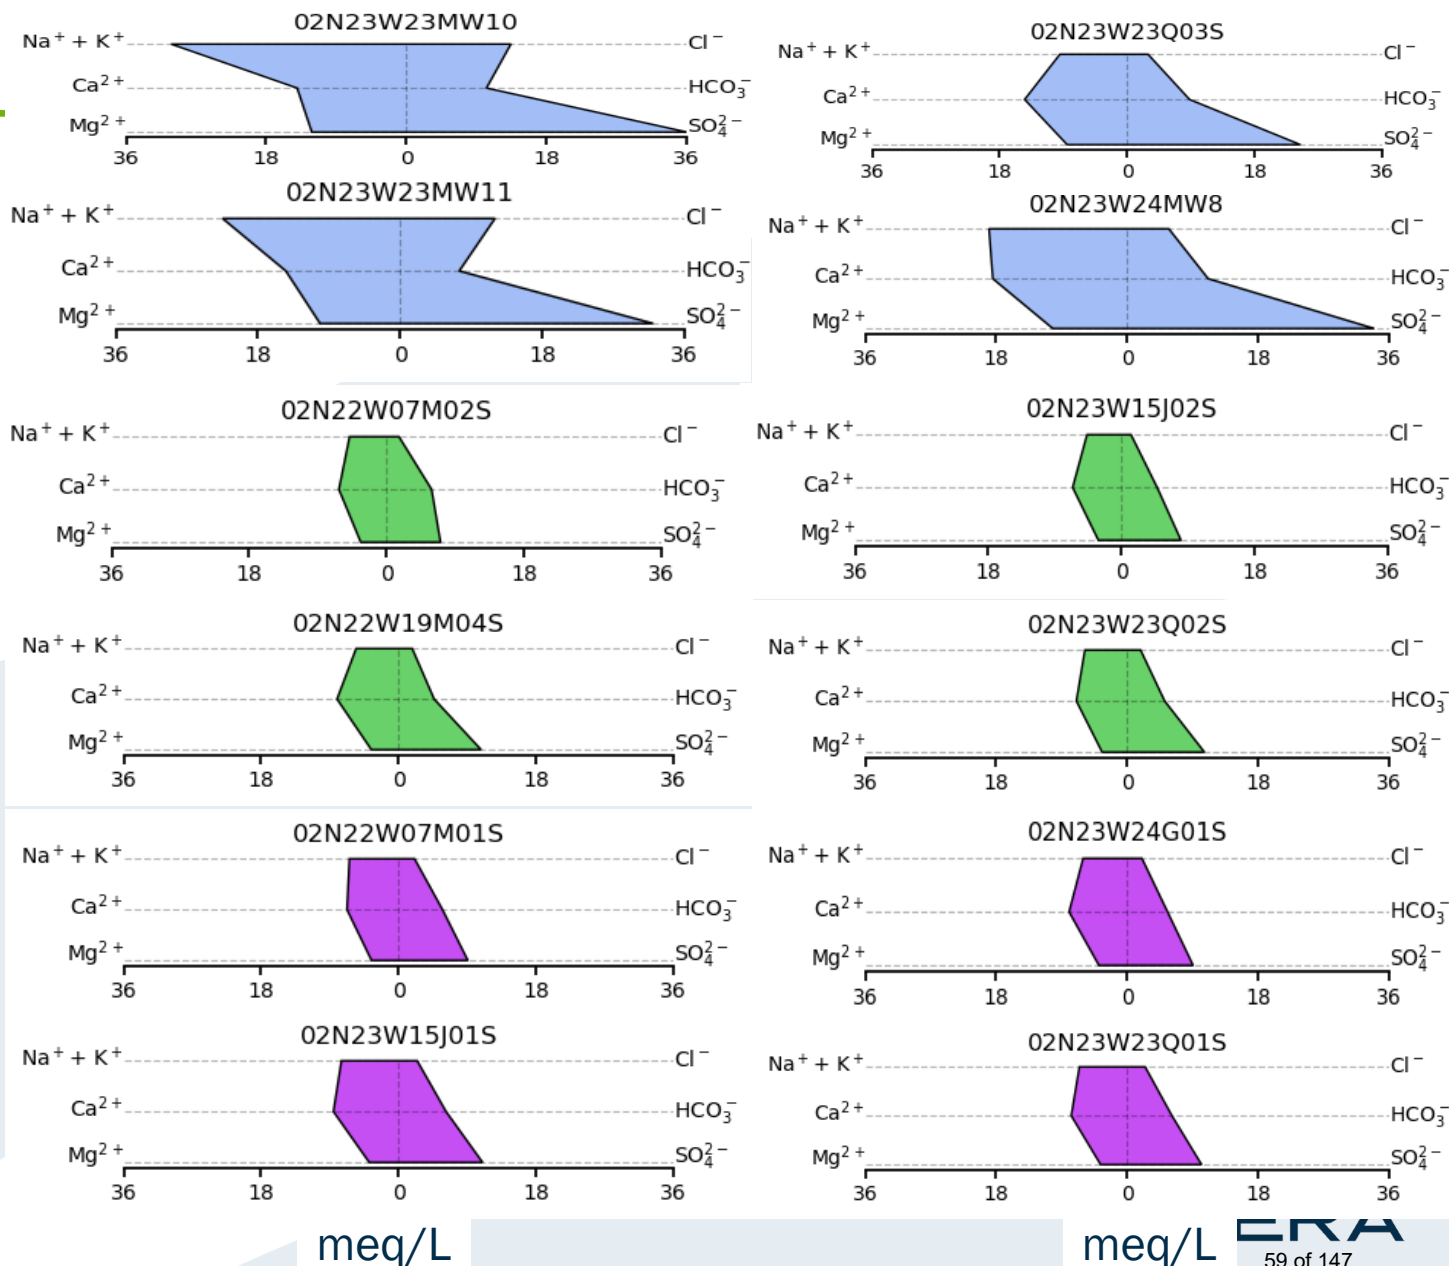 02N23W23MW10
Na⁺ + K⁺ Cl⁻
Ca²⁺ HCO₃⁻
Mg²⁺ SO₄²⁻
36 18 0 18 36
02N23W23Q03S
Na⁺ + K⁺ Cl⁻
Ca²⁺ HCO₃⁻
Mg²⁺ SO₄²⁻
36 18 0 18 36
02N23W23MW11
Na⁺ + K⁺ Cl⁻
Ca²⁺ HCO₃⁻
Mg²⁺ SO₄²⁻
36 18 0 18 36
02N23W24MW8
Na⁺ + K⁺ Cl⁻
Ca²⁺ HCO₃⁻
Mg²⁺ SO₄²⁻
36 18 0 18 36
02N22W07M02S
Na⁺ + K⁺ Cl⁻
Ca²⁺ HCO₃⁻
Mg²⁺ SO₄²⁻
36 18 0 18 36
02N23W15J02S
Na⁺ + K⁺ Cl⁻
Ca²⁺ HCO₃⁻
Mg²⁺ SO₄²⁻
36 18 0 18 36
02N22W19M04S
Na⁺ + K⁺ Cl⁻
Ca²⁺ HCO₃⁻
Mg²⁺ SO₄²⁻
36 18 0 18 36
02N23W23Q02S
Na⁺ + K⁺ Cl⁻
Ca²⁺ HCO₃⁻
Mg²⁺ SO₄²⁻
36 18 0 18 36
02N22W07M01S
Na⁺ + K⁺ Cl⁻
Ca²⁺ HCO₃⁻
Mg²⁺ SO₄²⁻
36 18 0 18 36
02N23W24G01S
Na⁺ + K⁺ Cl⁻
Ca²⁺ HCO₃⁻
Mg²⁺ SO₄²⁻
36 18 0 18 36
02N23W15J01S
Na⁺ + K⁺ Cl⁻
Ca²⁺ HCO₃⁻
Mg²⁺ SO₄²⁻
36 18 0 18 36
02N23W23Q01S
Na⁺ + K⁺ Cl⁻
Ca²⁺ HCO₃⁻
Mg²⁺ SO₄²⁻
36 18 0 18 36
meq/L
meq/L
59 of 147